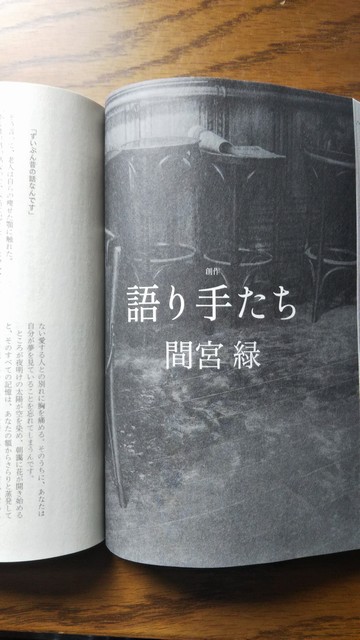 創作
語り手たち
間宮 緑
「ずいぶん昔の話なんです」
ない愛する人との別れに胸を痛める。そのうちに、あなたは
自分が夢を見ていることを忘れてしまうんです。
ところが夜明けの太陽が空を染め、朝露に花が開き始める
と、そのすべての記憶は、あなたの額からさらりと蒸発して